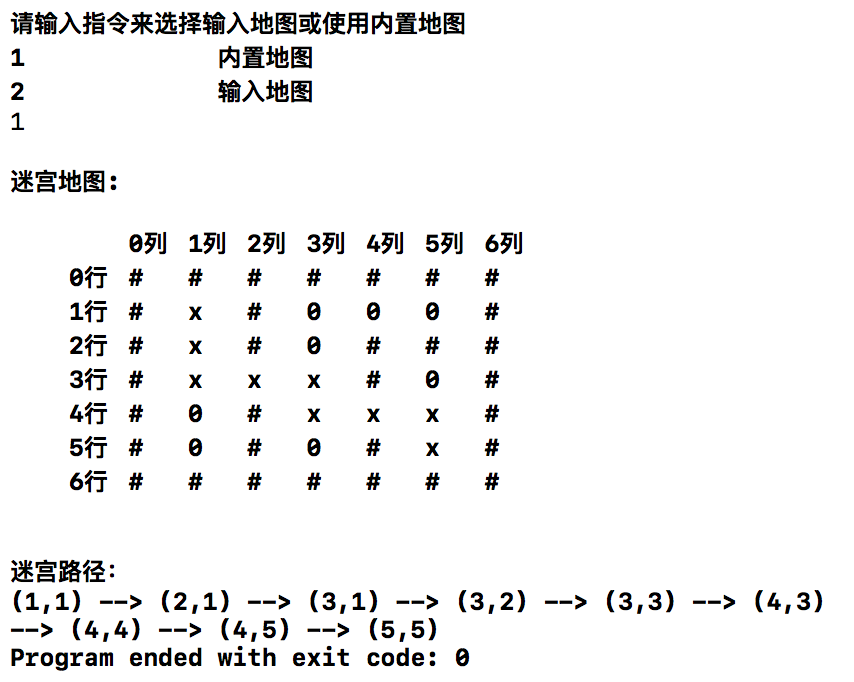 请输入指令来选择输入地图或使用内置地图
1 内置地图
2 输入地图
1
迷宫地图:
0列 1列 2列 3列 4列 5列 6列
0行 # # # # # # #
1行 # x # 0 0 0 #
2行 # x # 0 # # #
3行 # x x x # 0 #
4行 # 0 # x x x #
5行 # 0 # 0 # x #
6行 # # # # # # #
迷宫路径:
(1,1) --> (2,1) --> (3,1) --> (3,2) --> (3,3) --> (4,3)
--> (4,4) --> (4,5) --> (5,5)
Program ended with exit code: 0